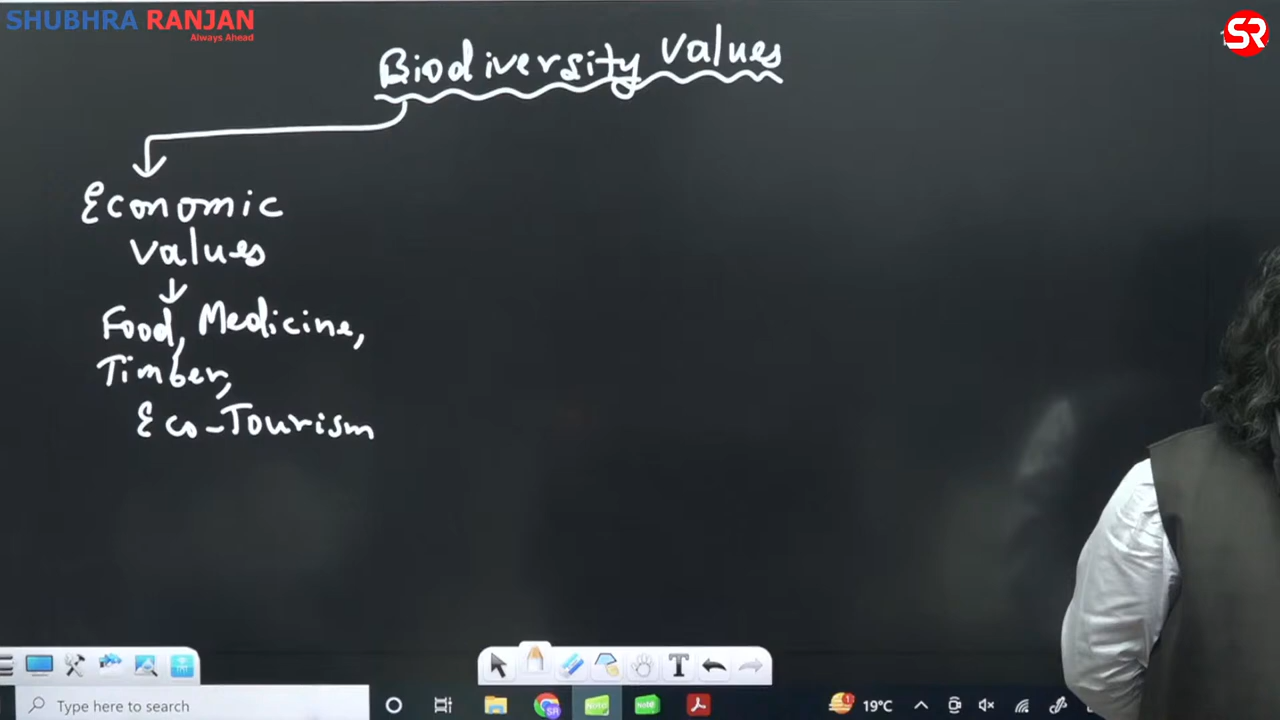 SHUBHRA RANJAN
Always Ahead
SR
Biodiversity Values
Economic
Values
Food, Medicine,
Timber,
Eco-Tourism
Type here to search
19°C